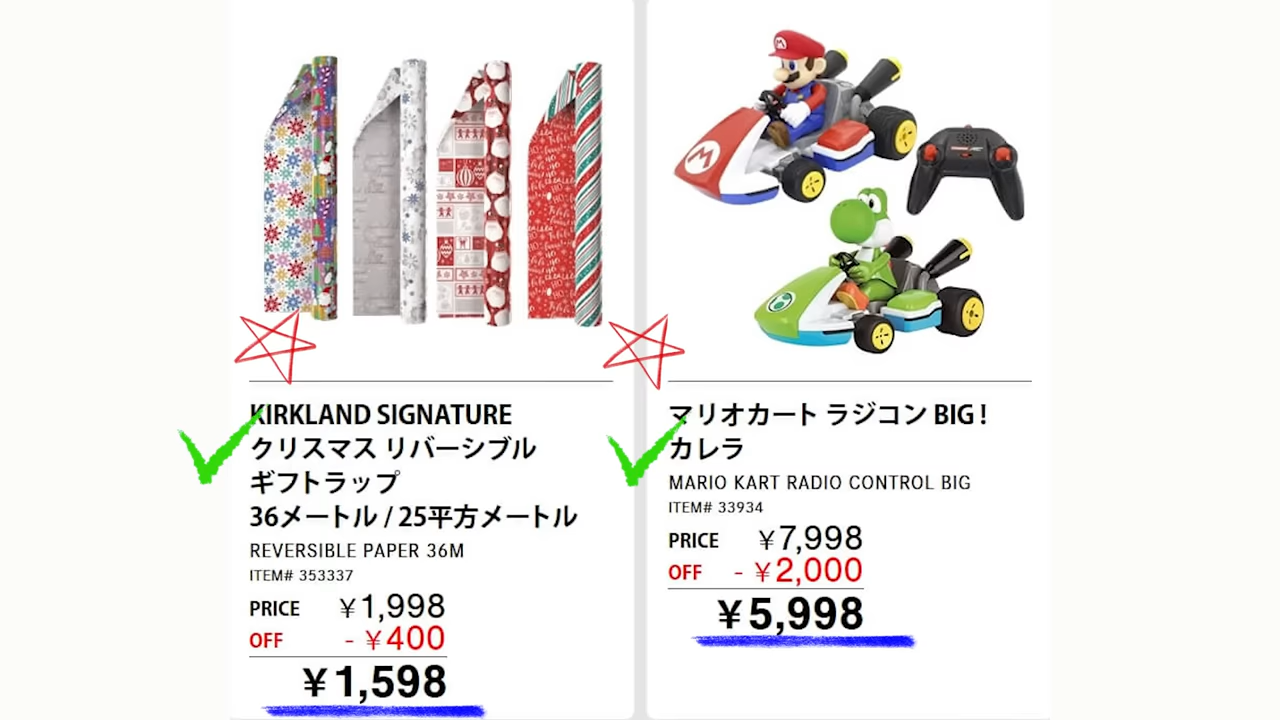 KIRKLAND SIGNATURE
クリスマス リバーシブル
ギフトラップ
36メートル / 25平方メートル
REVERSIBLE PAPER 36M
ITEM# 353337
PRICE ¥1,998
OFF - ¥400
¥1,598
マリオカート ラジコン BIG!
カレラ
MARIO KART RADIO CONTROL BIG
ITEM# 33934
PRICE ¥7,998
OFF - ¥2,000
¥5,998